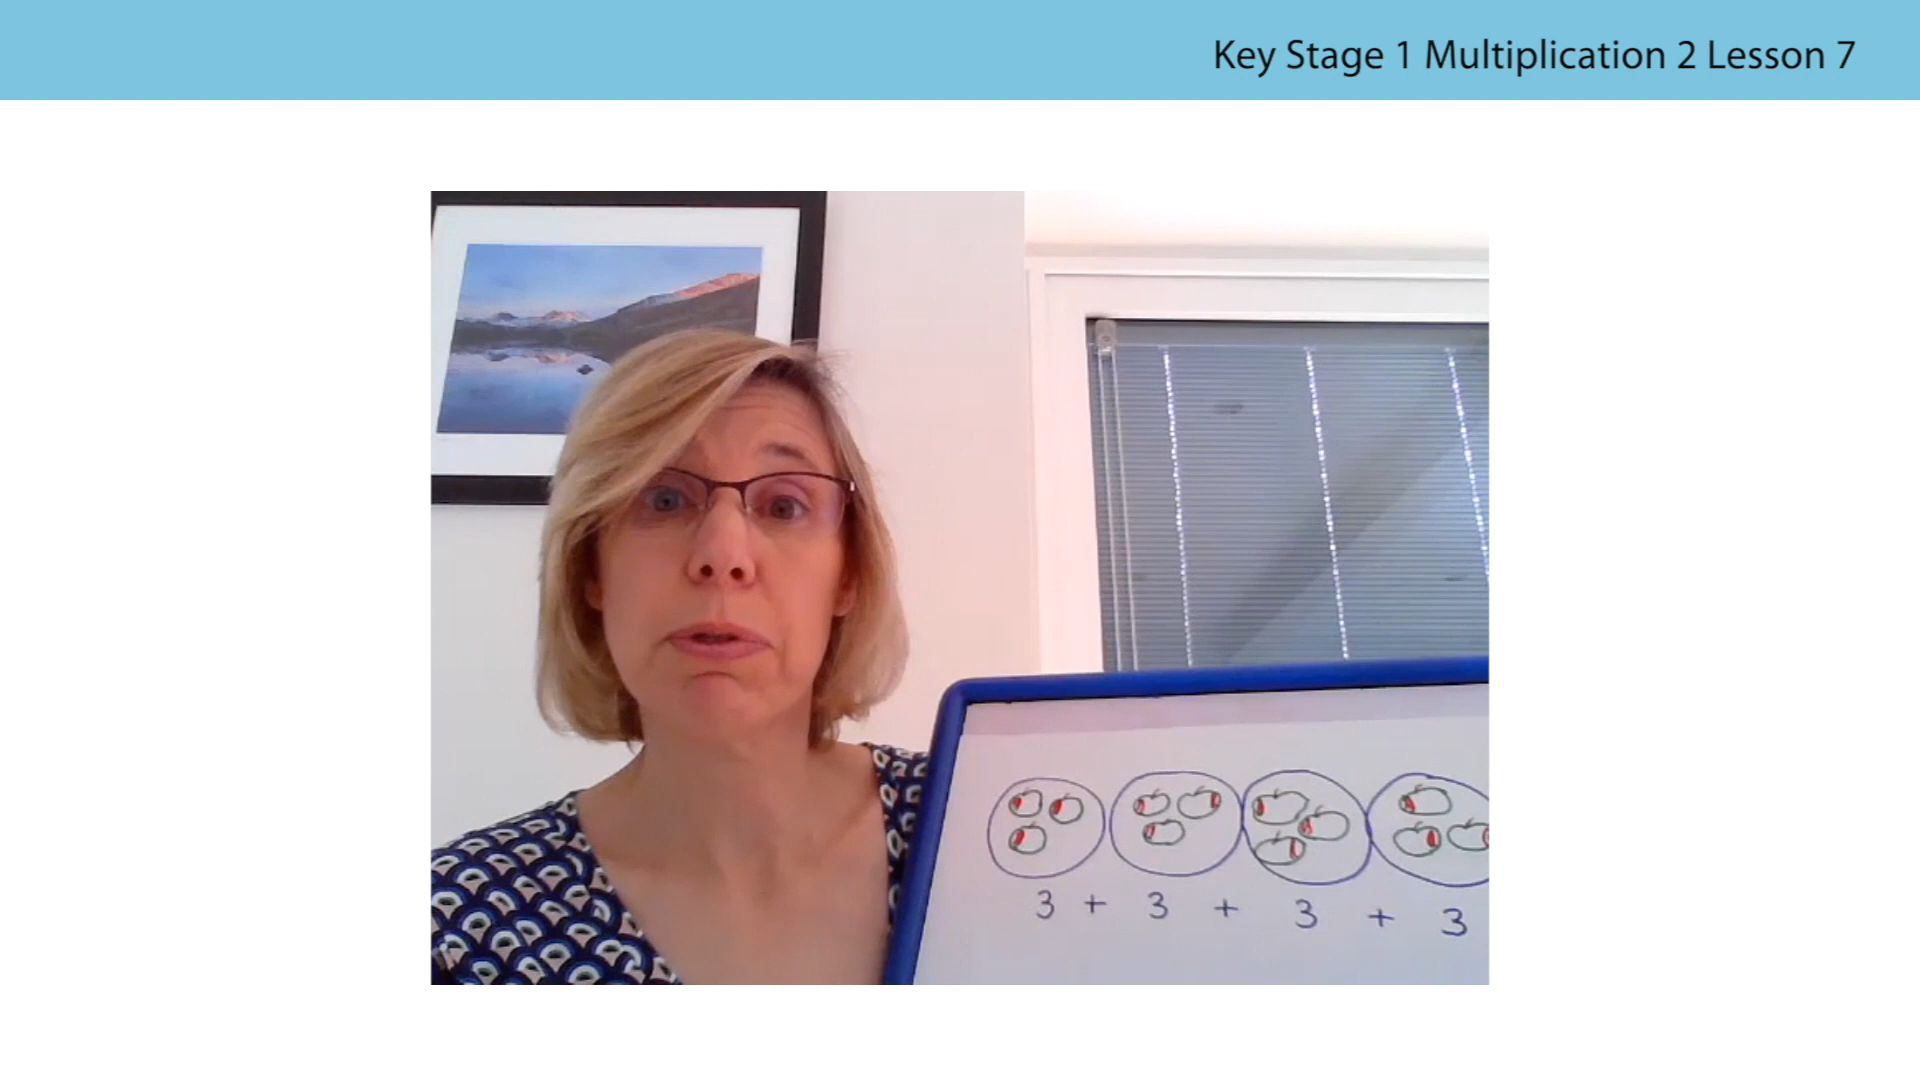 Key Stage 1 Multiplication 2 Lesson 7
3 + 3 + 3 + 3